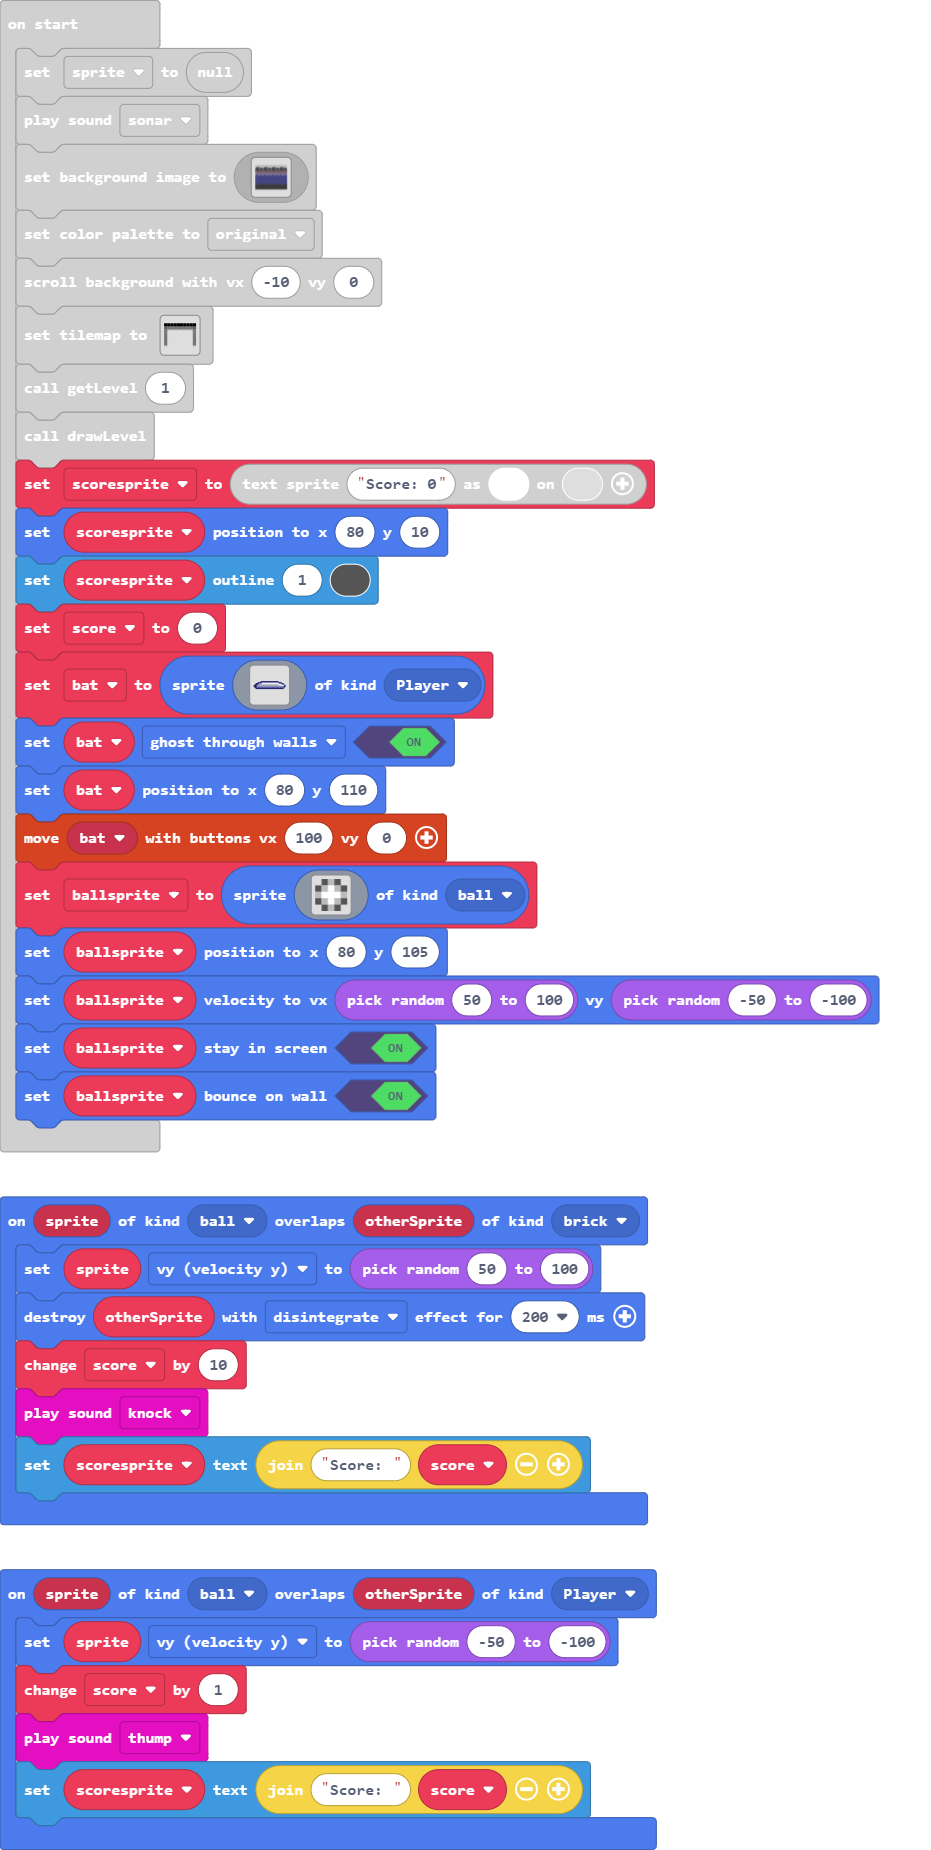 on start
set sprite to null
play sound sonar
set background image to
set color palette to original
scroll background with vx -10 vy 0
set tilemap to
call getLevel 1
call drawLevel
set scoresprite to text sprite "Score: 0" as on
set scoresprite position to x 80 y 10
set scoresprite outline 1
set score to 0
set bat to sprite of kind Player
set bat ghost through walls ON
set bat position to x 80 y 110
move bat with buttons vx 100 vy 0
set ballsprite to sprite of kind ball
set ballsprite position to x 80 y 105
set ballsprite velocity to vx pick random 50 to 100 vy pick random -50 to -100
set ballsprite stay in screen ON
set ballsprite bounce on wall ON
on sprite of kind ball overlaps otherSprite of kind brick
set sprite vy (velocity y) to pick random 50 to 100
destroy otherSprite with disintegrate effect for 200 ms
change score by 10
play sound knock
set scoresprite text join "Score: " score
on sprite of kind ball overlaps otherSprite of kind Player
set sprite vy (velocity y) to pick random -50 to -100
change score by 1
play sound thump
set scoresprite text join "Score: " score